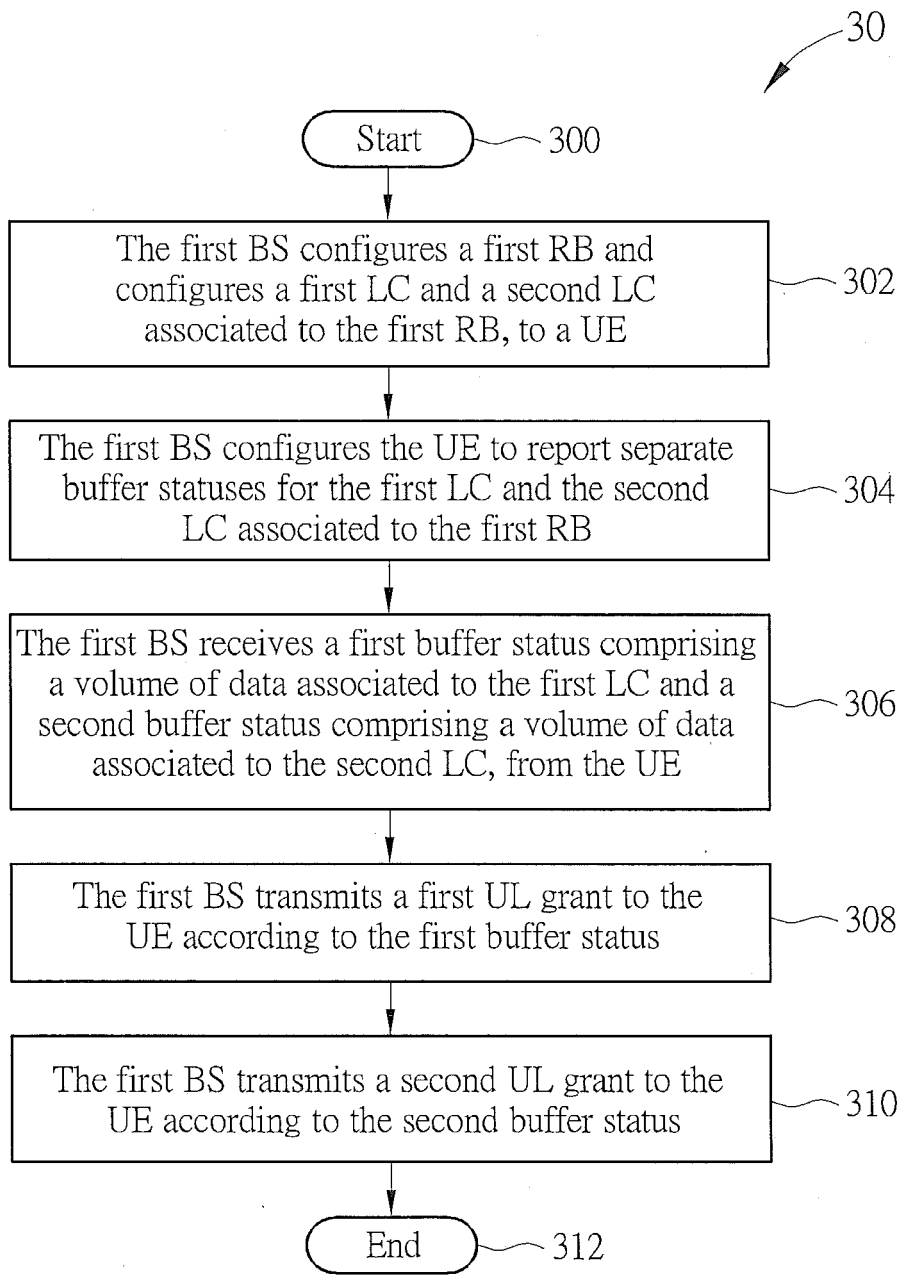 30
Start
300
The first BS configures a first RB and
configures a first LC and a second LC
associated to the first RB, to a UE
302
The first BS configures the UE to report separate
buffer statuses for the first LC and the second
LC associated to the first RB
304
The first BS receives a first buffer status comprising
a volume of data associated to the first LC and a
second buffer status comprising a volume of data
associated to the second LC, from the UE
306
The first BS transmits a first UL grant to the
UE according to the first buffer status
308
The first BS transmits a second UL grant to the
UE according to the second buffer status
310
End
312